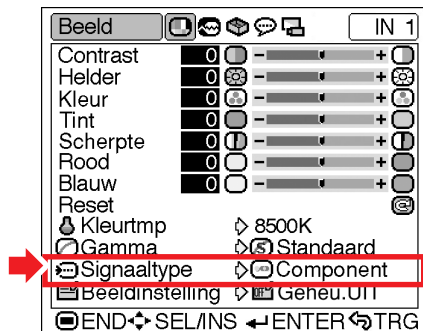 Beeld IN 1
Contrast 0 - +
Helder 0 - +
Kleur 0 - +
Tint 0 - +
Scherpte 0 - +
Rood 0 - +
Blauw 0 - +
Reset
Kleurtmp 8500K
Gamma Standaard
Signaaltype Component
Beeldinstelling OFF Geheu.UIT
END SEL/INS ENTER TRG